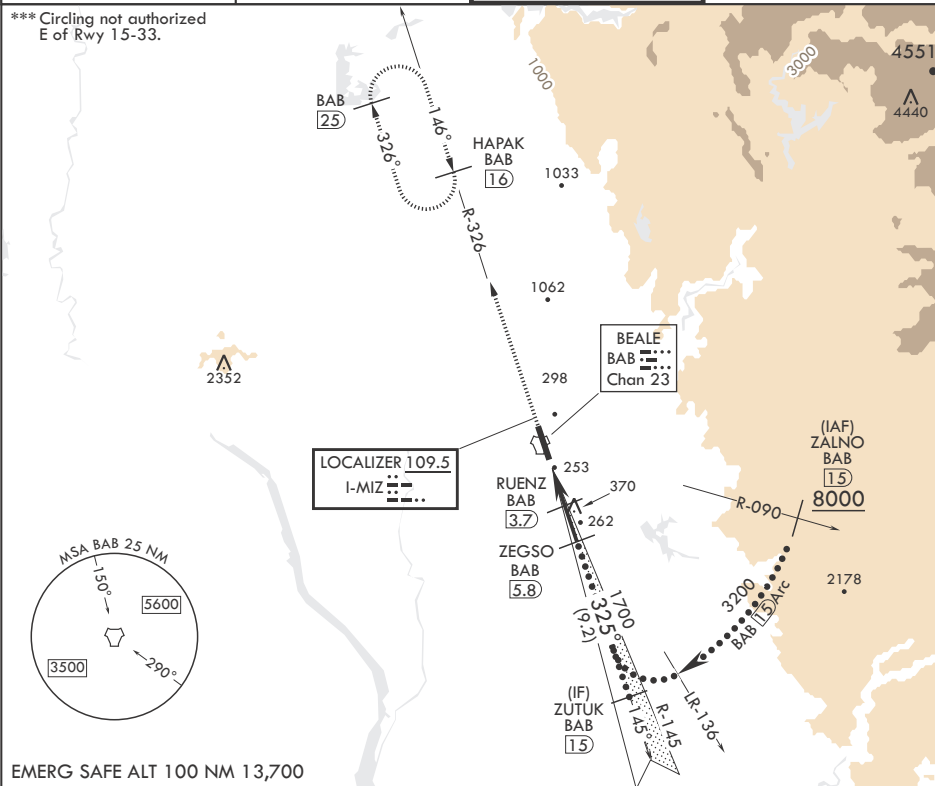 *** Circling not authorized
E of Rwy 15-33.
1000
3000
4551
4440
BAB
25
146°
326°
HAPAK
BAB
16
1033
R-326
1062
2352
298
BEALE
BAB
Chan 23
LOCALIZER 109.5
I-MIZ
253
RUENZ
BAB
3.7
370
262
ZEGSO
BAB
5.8
(IAF)
ZALNO
BAB
15
8000
R-090
2178
3200
BAB 15 Arc
1700
325°
(9.2)
(IF)
ZUTUK
BAB
15
145°
R-145
LR-136
MSA BAB 25 NM
150°
5600
3500
290°
EMERG SAFE ALT 100 NM 13,700